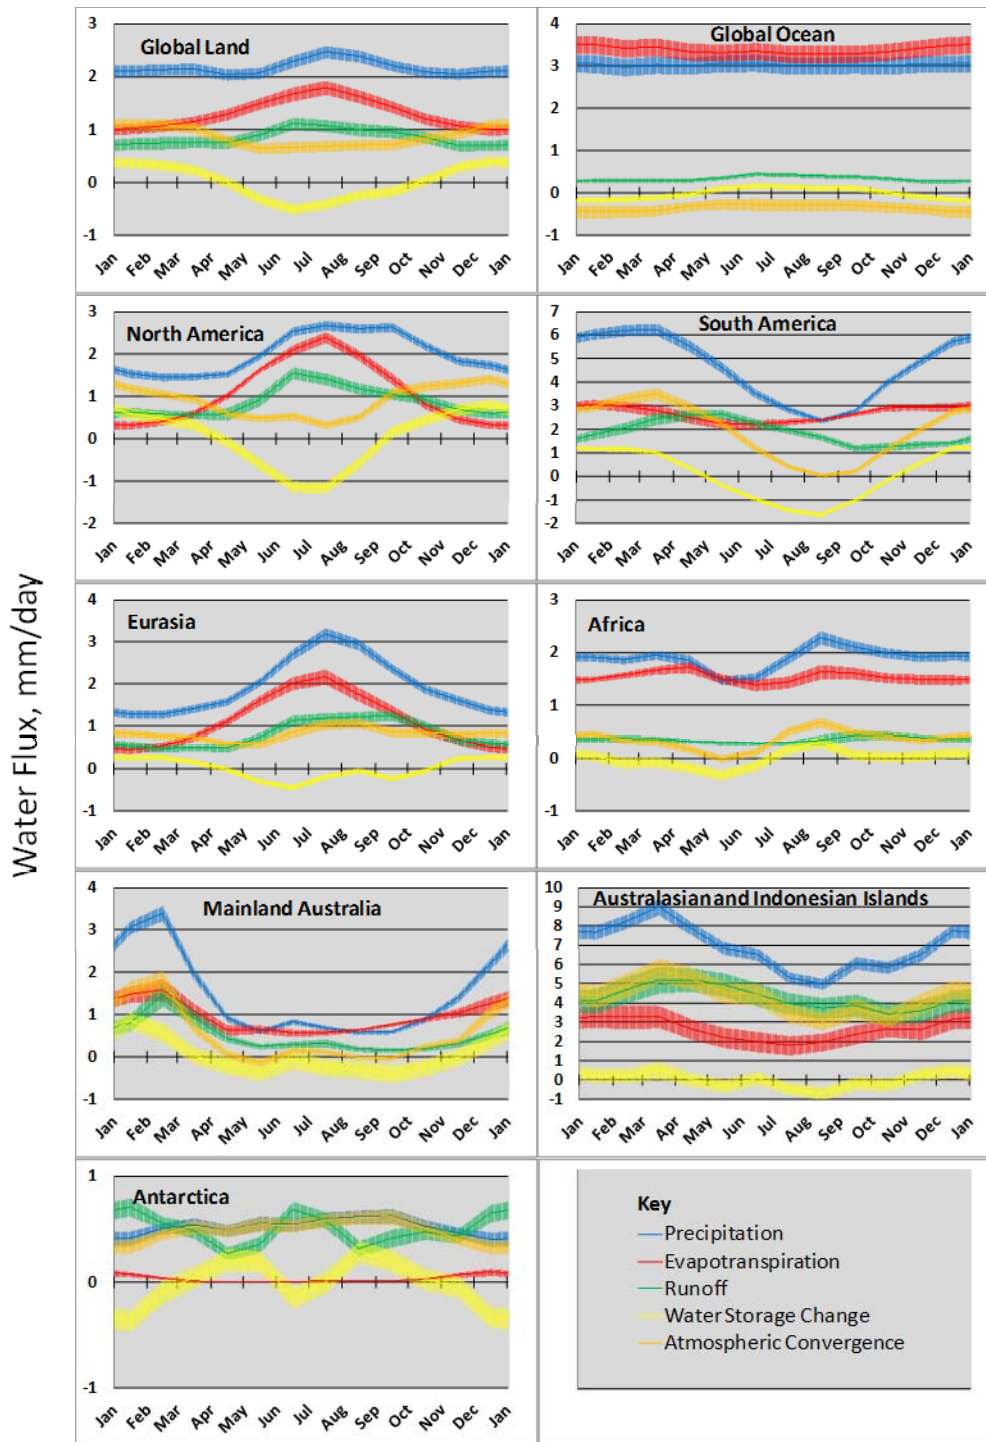 Water Flux, mm/day
Global Land
3
2
1
0
-1
Jan Feb Mar Apr May Jun Jul Aug Sep Oct Nov Dec Jan
Global Ocean
4
3
2
1
0
-1
Jan Feb Mar Apr May Jun Jul Aug Sep Oct Nov Dec Jan
North America
3
2
1
0
-1
-2
Jan Feb Mar Apr May Jun Jul Aug Sep Oct Nov Dec Jan
South America
7
6
5
4
3
2
1
0
-1
-2
Jan Feb Mar Apr May Jun Jul Aug Sep Oct Nov Dec Jan
Eurasia
4
3
2
1
0
-1
Jan Feb Mar Apr May Jun Jul Aug Sep Oct Nov Dec Jan
Africa
3
2
1
0
-1
Jan Feb Mar Apr May Jun Jul Aug Sep Oct Nov Dec Jan
Mainland Australia
4
3
2
1
0
-1
Jan Feb Mar Apr May Jun Jul Aug Sep Oct Nov Dec Jan
Australasian and Indonesian Islands
10
9
8
7
6
5
4
3
2
1
0
-1
Jan Feb Mar Apr May Jun Jul Aug Sep Oct Nov Dec Jan
Antarctica
1
0
-1
Jan Feb Mar Apr May Jun Jul Aug Sep Oct Nov Dec Jan
Key
Precipitation
Evapotranspiration
Runoff
Water Storage Change
Atmospheric Convergence